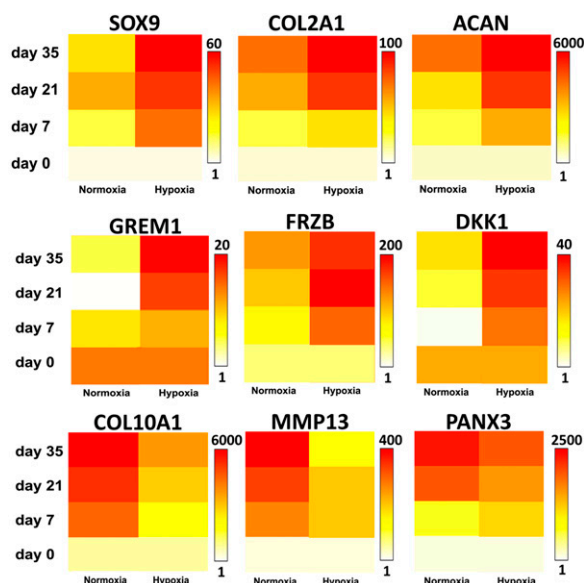 SOX9 COL2A1 ACAN
day 35 60 100 6000
day 21
day 7
day 0 1 1 1
Normoxia Hypoxia Normoxia Hypoxia Normoxia Hypoxia
GREM1 FRZB DKK1
day 35 20 200 40
day 21
day 7
day 0 1 1 1
Normoxia Hypoxia Normoxia Hypoxia Normoxia Hypoxia
COL10A1 MMP13 PANX3
day 35 6000 400 2500
day 21
day 7
day 0 1 1 1
Normoxia Hypoxia Normoxia Hypoxia Normoxia Hypoxia